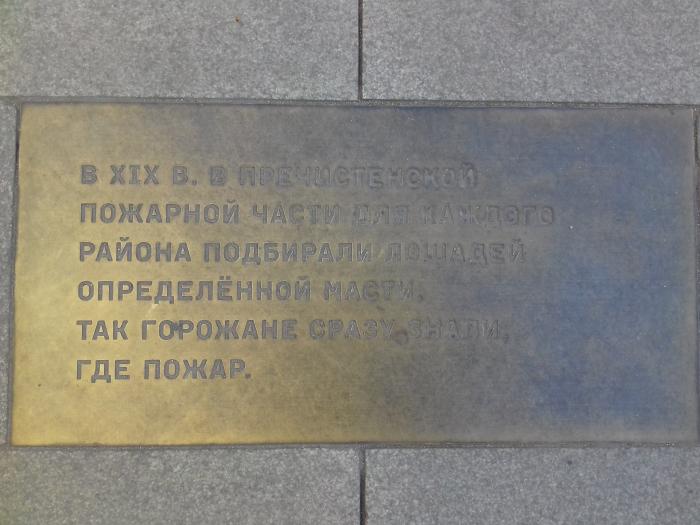 В XIX В. В ПРЕЧИСТЕНСКОЙ
ПОЖАРНОЙ ЧАСТИ ДЛЯ КАЖДОГО
РАЙОНА ПОДБИРАЛИ ЛОШАДЕЙ
ОПРЕДЕЛЁННОЙ МАСТИ.
ТАК ГОРОЖАНЕ СРАЗУ ЗНАЛИ,
ГДЕ ПОЖАР.